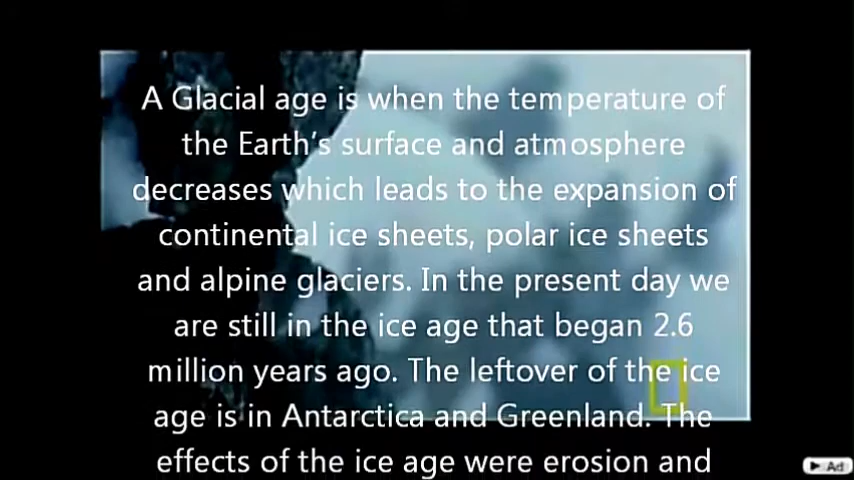 A Glacial age is when the temperature of
the Earth's surface and atmosphere
decreases which leads to the expansion of
continental ice sheets, polar ice sheets
and alpine glaciers. In the present day we
are still in the ice age that began 2.6
million years ago. The leftover of the ice
age is in Antarctica and Greenland. The
effects of the ice age were erosion and
Ad